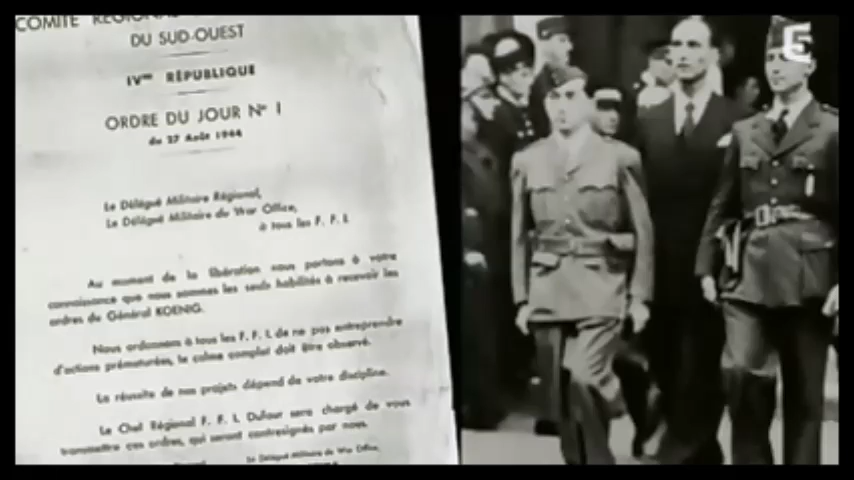 COMITÉ RÉGIONAL
DU SUD-OUEST
IVme RÉPUBLIQUE
ORDRE DU JOUR No 1
du 27 Août 1944
Le Délégué Militaire Régional,
Le Délégué Militaire du War Office,
à tous les F. F. I.
Au moment de la libération nous portons à votre
connaissance que nous sommes les seuls habilités à recevoir les
ordres du Général KOENIG.
Nous ordonnons à tous les F. F. I. de ne pas entreprendre
d'actions prématurées, le calme complet doit être observé.
La réussite de nos projets dépend de votre discipline.
Le Chef Régional F. F. I. Dufour sera chargé de vous
transmettre ces ordres, qui seront contresignés par nous.
Le Délégué Militaire du War Office,
5